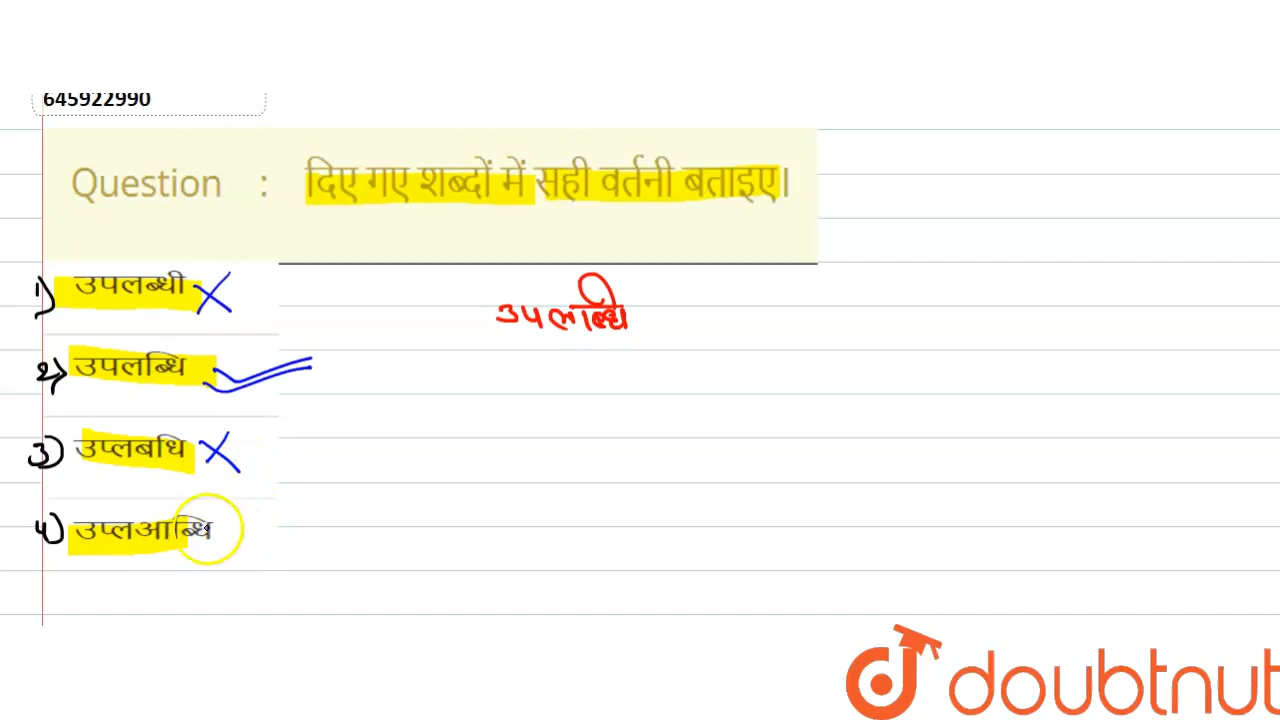 645922990
Question : दिए गए शब्दों में सही वर्तनी बताइए।
1) उपलब्धी
उपलब्धि
2) उपलब्धि
3) उप्लबधि
4) उप्लआब्धि
doubtnut